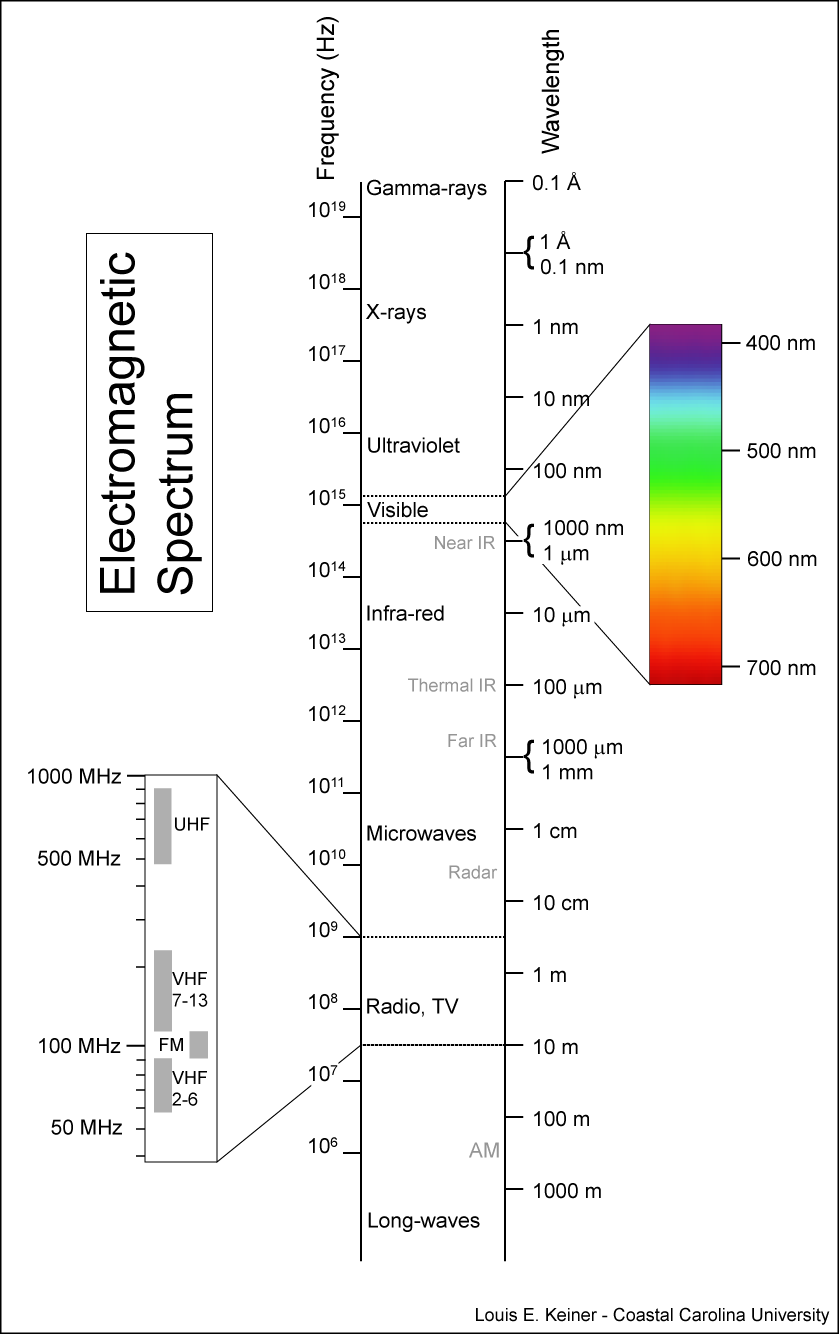 Electromagnetic
Spectrum
Frequency (Hz)
Wavelength
Gamma-rays
X-rays
Ultraviolet
Visible
Near IR
Infra-red
Thermal IR
Far IR
Microwaves
Radar
Radio, TV
AM
Long-waves
10¹⁹
10¹⁸
10¹⁷
10¹⁶
10¹⁵
10¹⁴
10¹³
10¹²
10¹¹
10¹⁰
10⁹
10⁸
10⁷
10⁶
0.1 Å
1 Å
0.1 nm
1 nm
10 nm
100 nm
1000 nm
1 μm
10 μm
100 μm
1000 μm
1 mm
1 cm
10 cm
1 m
10 m
100 m
1000 m
400 nm
500 nm
600 nm
700 nm
1000 MHz
500 MHz
100 MHz
50 MHz
UHF
VHF
7-13
FM
VHF
2-6
Louis E. Keiner - Coastal Carolina University